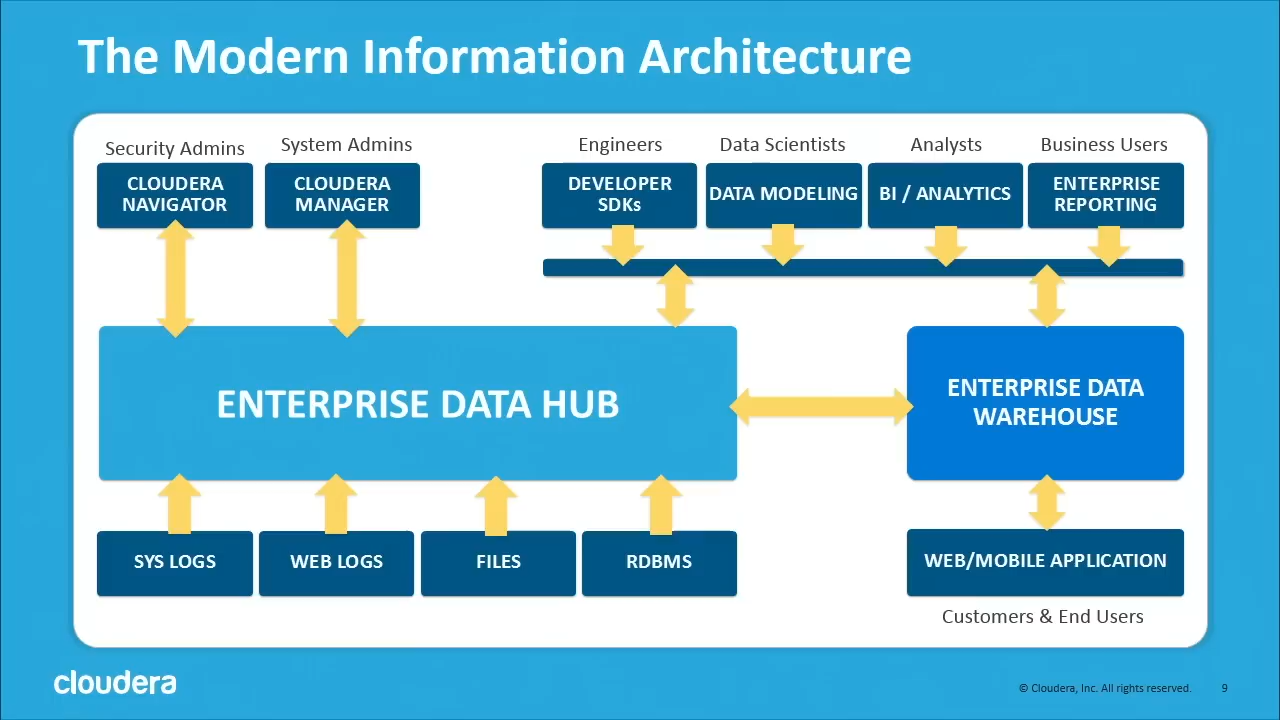 The Modern Information Architecture
Security Admins
System Admins
Engineers
Data Scientists
Analysts
Business Users
CLOUDERA
NAVIGATOR
CLOUDERA
MANAGER
DEVELOPER
SDKs
DATA MODELING
BI / ANALYTICS
ENTERPRISE
REPORTING
ENTERPRISE DATA HUB
ENTERPRISE DATA
WAREHOUSE
SYS LOGS
WEB LOGS
FILES
RDBMS
WEB/MOBILE APPLICATION
Customers & End Users
cloudera
© Cloudera, Inc. All rights reserved.
9